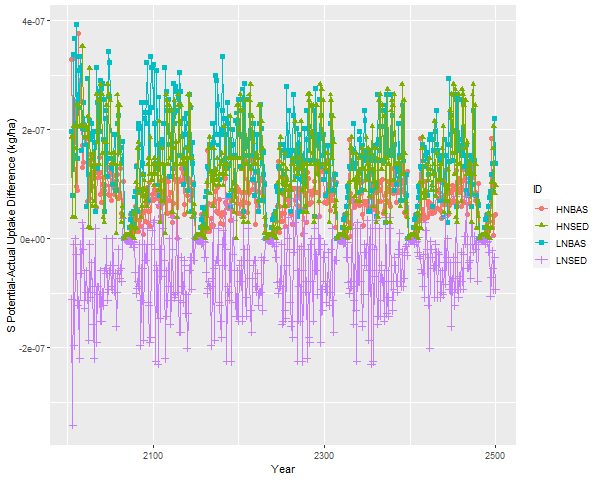 4e-07
2e-07
0e+00
-2e-07
S Potential-Actual Uptake Difference (kg/ha)
2100
2300
2500
Year
ID
HNBAS
HNSED
LNBAS
LNSED